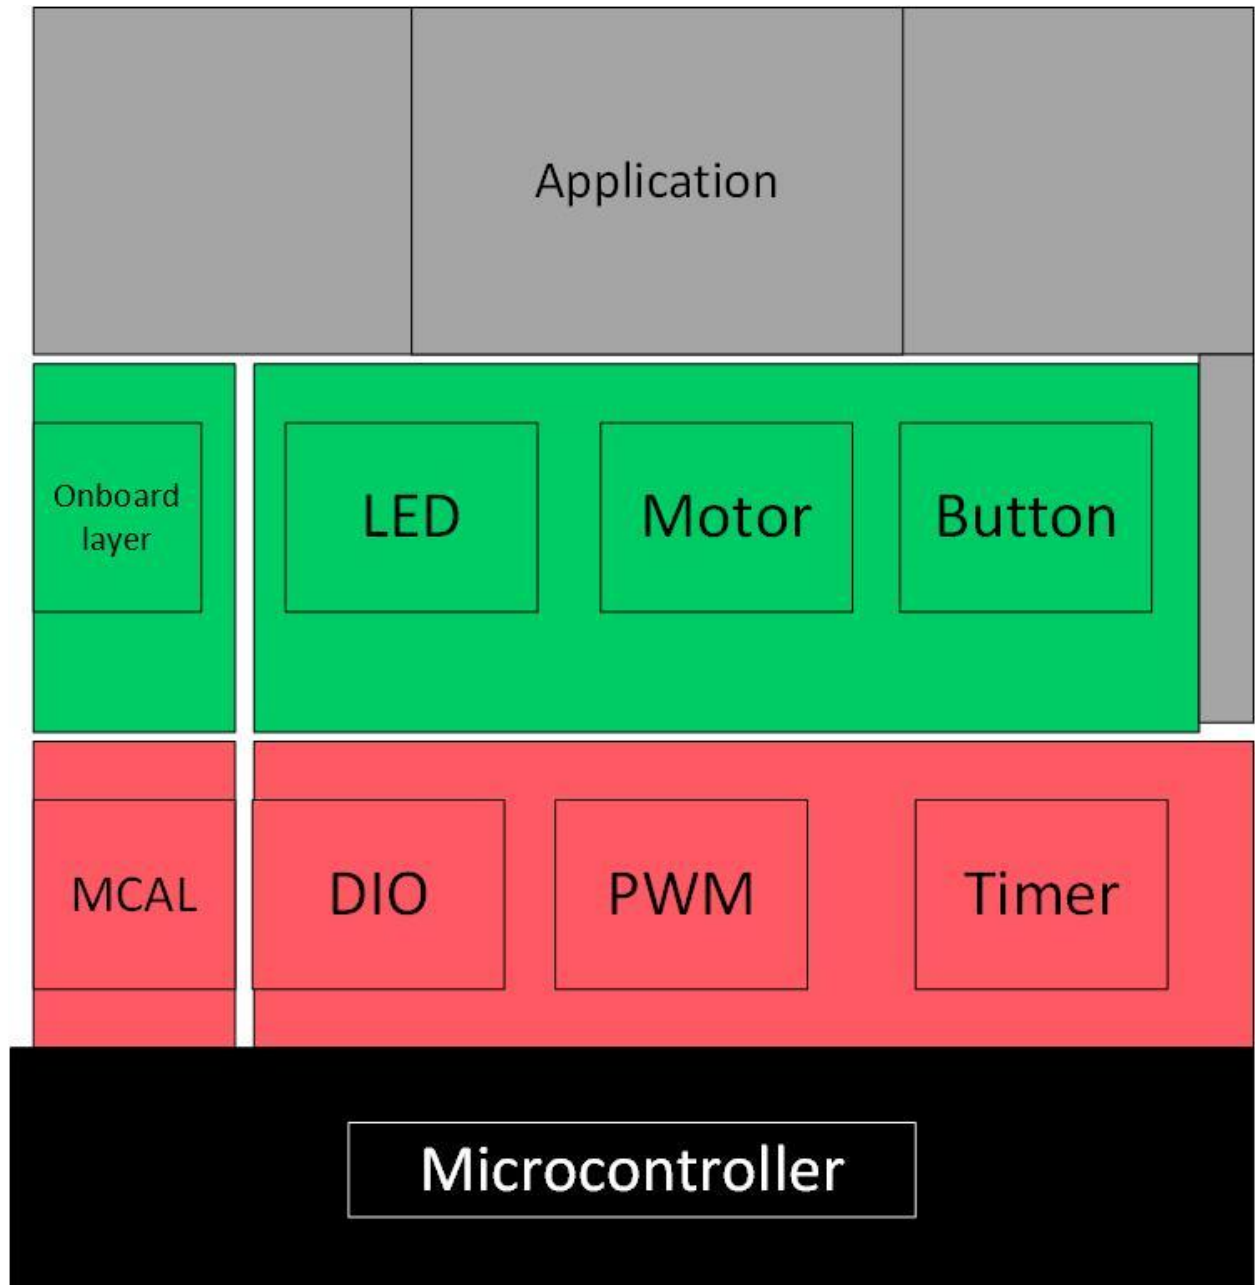 Application
Onboard
layer
LED
Motor
Button
MCAL
DIO
PWM
Timer
Microcontroller